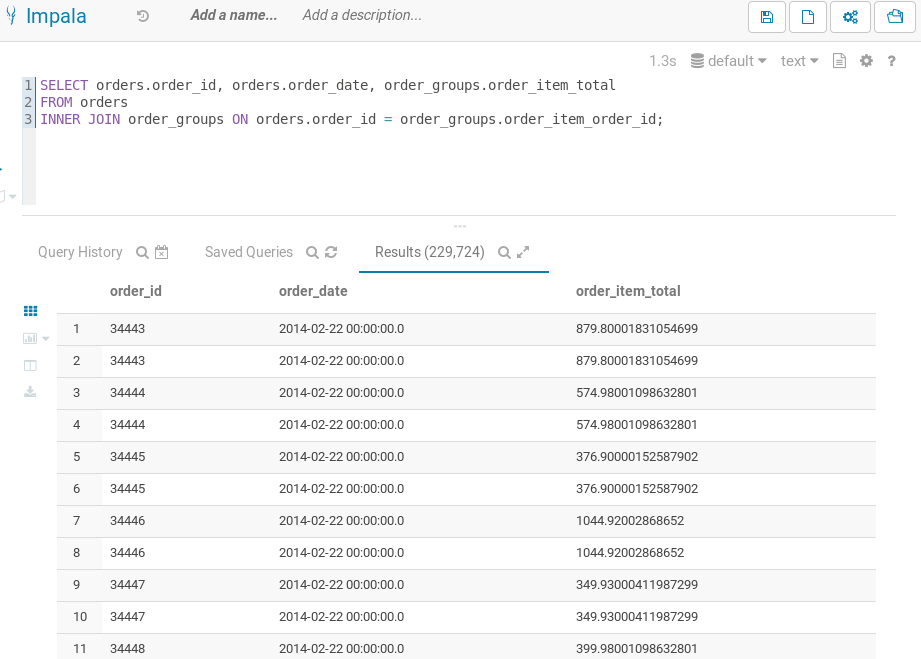 Impala Add a name... Add a description...
1.3s default text ?
1 SELECT orders.order_id, orders.order_date, order_groups.order_item_total
2 FROM orders
3 INNER JOIN order_groups ON orders.order_id = order_groups.order_item_order_id;
Query History Saved Queries Results (229,724)
order_id order_date order_item_total
1 34443 2014-02-22 00:00:00.0 879.80001831054699
2 34443 2014-02-22 00:00:00.0 879.80001831054699
3 34444 2014-02-22 00:00:00.0 574.98001098632801
4 34444 2014-02-22 00:00:00.0 574.98001098632801
5 34445 2014-02-22 00:00:00.0 376.90000152587902
6 34445 2014-02-22 00:00:00.0 376.90000152587902
7 34446 2014-02-22 00:00:00.0 1044.92002868652
8 34446 2014-02-22 00:00:00.0 1044.92002868652
9 34447 2014-02-22 00:00:00.0 349.93000411987299
10 34447 2014-02-22 00:00:00.0 349.93000411987299
11 34448 2014-02-22 00:00:00.0 399.98001098632801